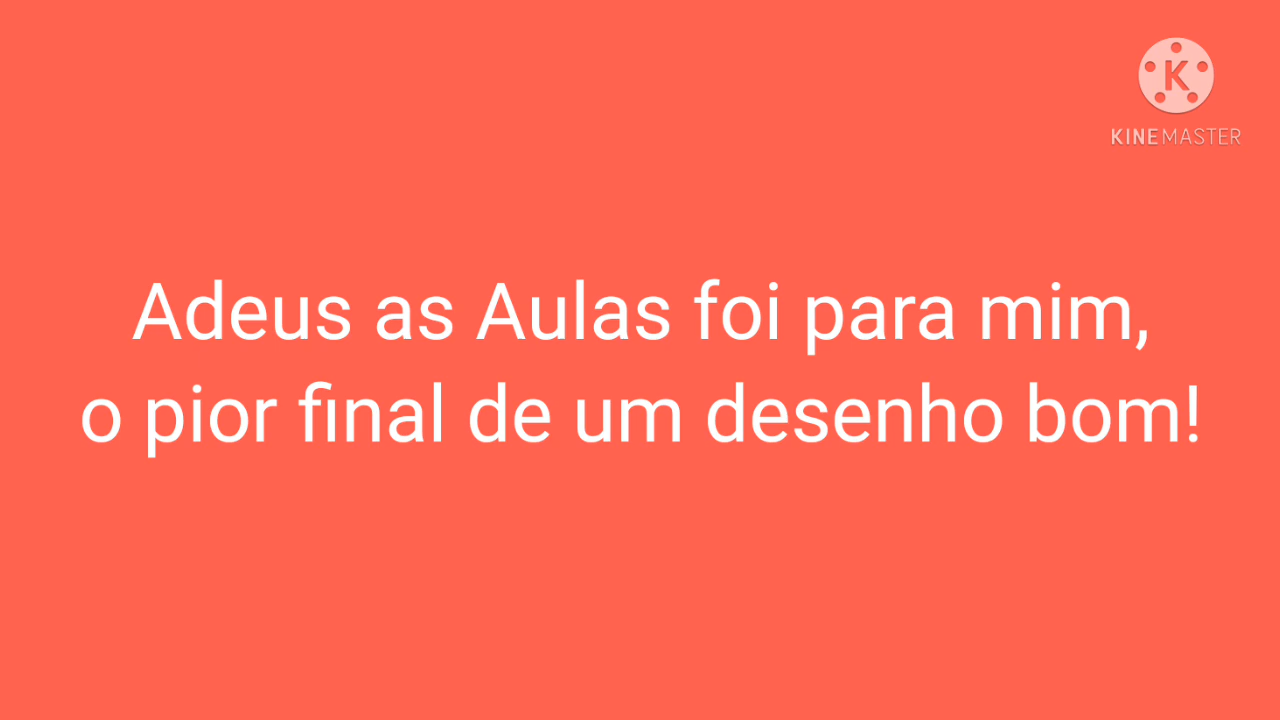 K
KINEMASTER
Adeus as Aulas foi para mim,
o pior final de um desenho bom!